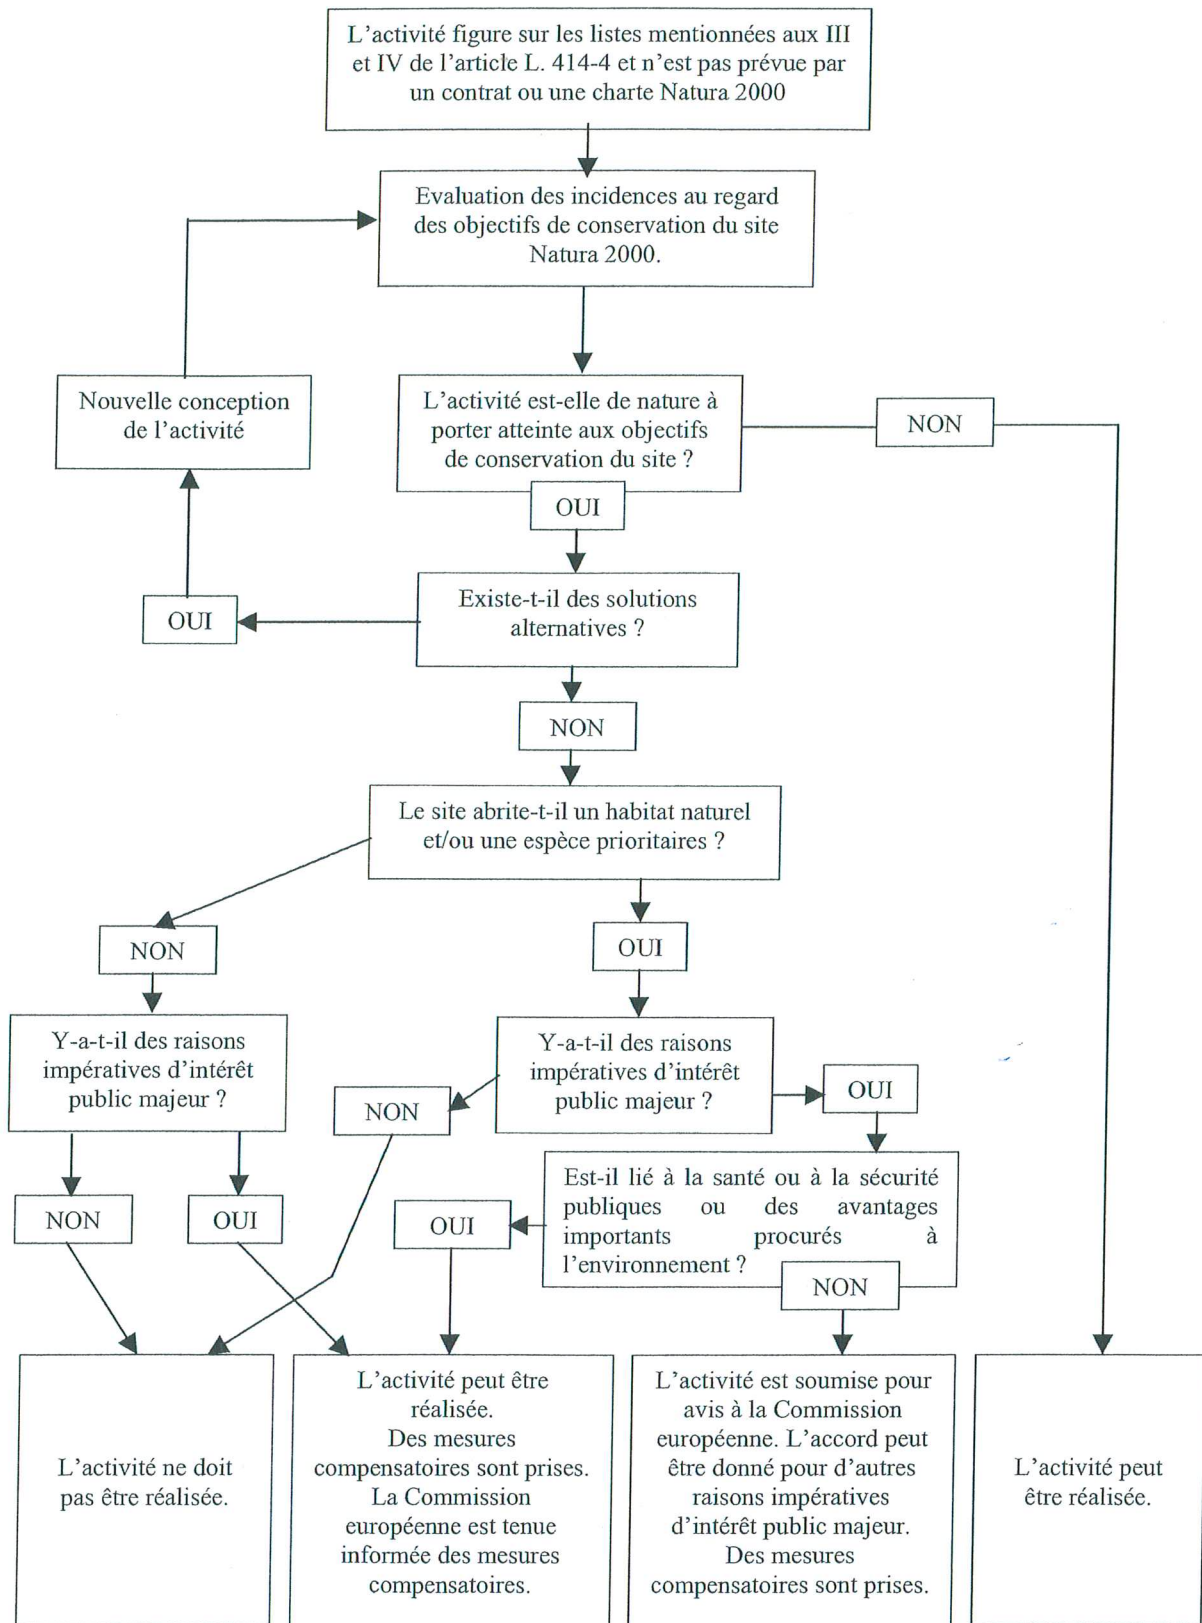 L'activité figure sur les listes mentionnées aux III
et IV de l'article L. 414-4 et n'est pas prévue par
un contrat ou une charte Natura 2000
Evaluation des incidences au regard
des objectifs de conservation du site
Natura 2000.
Nouvelle conception
de l'activité
L'activité est-elle de nature à
porter atteinte aux objectifs
de conservation du site ?
NON
OUI
Existe-t-il des solutions
alternatives ?
OUI
NON
Le site abrite-t-il un habitat naturel
et/ou une espèce prioritaires ?
NON
OUI
Y-a-t-il des raisons
impératives d'intérêt
public majeur ?
Y-a-t-il des raisons
impératives d'intérêt
public majeur ?
NON
OUI
NON
OUI
OUI
Est-il lié à la santé ou à la sécurité
publiques ou des avantages
importants procurés à
l'environnement ?
NON
L'activité ne doit
pas être réalisée.
L'activité peut être
réalisée.
Des mesures
compensatoires sont prises.
La Commission
européenne est tenue
informée des mesures
compensatoires.
L'activité est soumise pour
avis à la Commission
européenne. L'accord peut
être donné pour d'autres
raisons impératives
d'intérêt public majeur.
Des mesures
compensatoires sont prises.
L'activité peut
être réalisée.